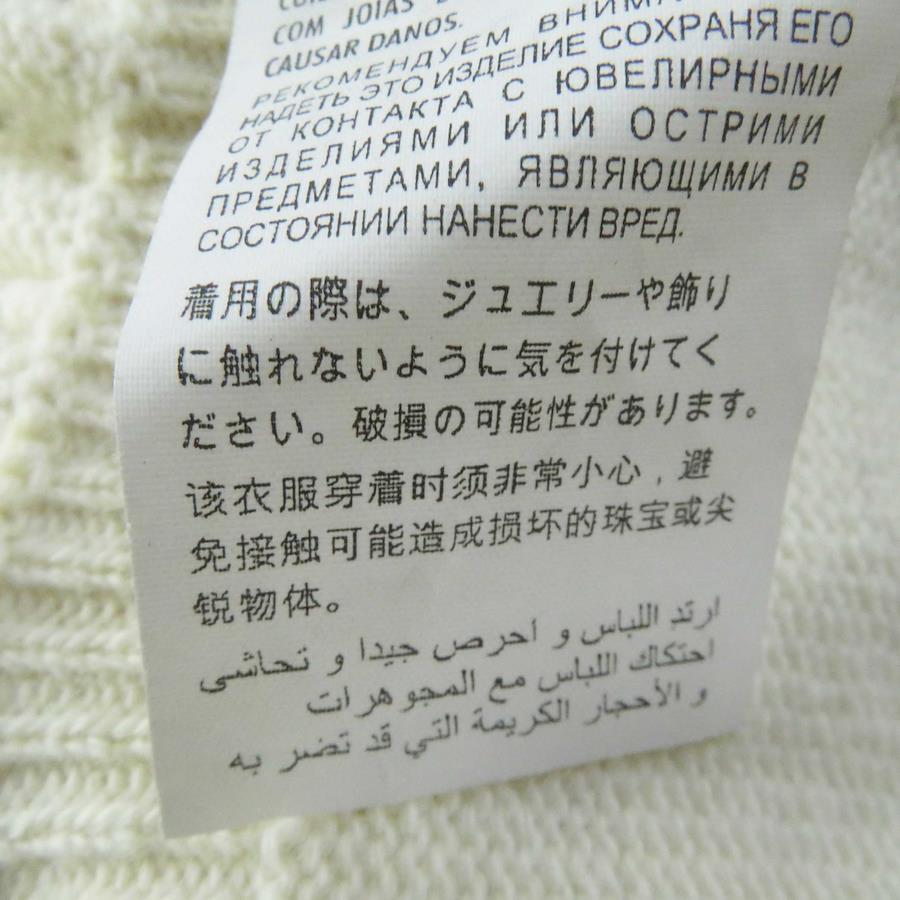 COM JOIAS
CAUSAR DANOS.
РЕКОМЕНДУЕМ
НАДЕТЬ ЭТО ИЗДЕЛИЕ СОХРАНЯ ЕГО
ОТ КОНТАКТА С ЮВЕЛИРНЫМИ
ИЗДЕЛИЯМИ ИЛИ ОСТРИМИ
ПРЕДМЕТАМИ, ЯВЛЯЮЩИМИ В
СОСТОЯНИИ НАНЕСТИ ВРЕД.
着用の際は、ジュエリーや飾り
に触れないように気を付けてく
ださい。破損の可能性があります。
该衣服穿着时须非常小心，避
免接触可能造成损坏的珠宝或尖
锐物体。
ارتد اللباس و احرص جيدا و تحاشى
احتكاك اللباس مع المجوهرات
و الأحجار الكريمة التي قد تضر به